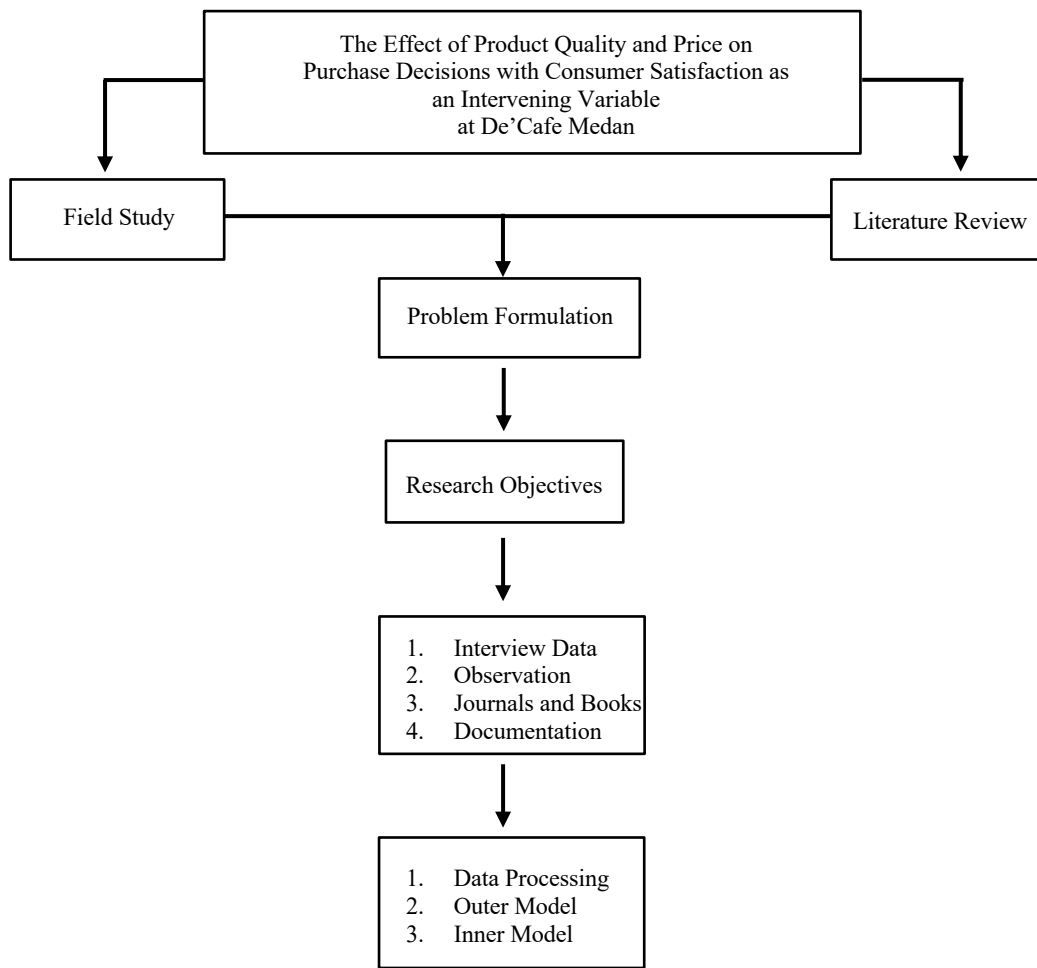 The Effect of Product Quality and Price on
Purchase Decisions with Consumer Satisfaction as
an Intervening Variable
at De’Cafe Medan
Field Study
Literature Review
Problem Formulation
Research Objectives
1. Interview Data
2. Observation
3. Journals and Books
4. Documentation
1. Data Processing
2. Outer Model
3. Inner Model